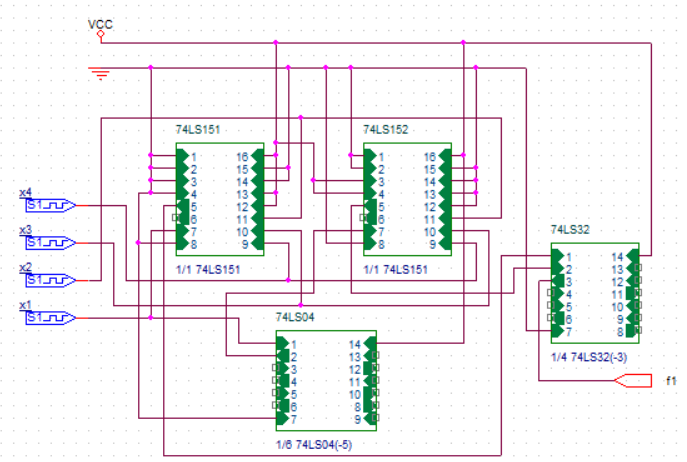 VCC
74LS151
74LS152
1 16
2 15
3 14
4 13
5 12
6 11
7 10
8 9
1 16
2 15
3 14
4 13
5 12
6 11
7 10
8 9
1/1 74LS151
1/1 74LS151
x4
S1
x3
S1
x2
S1
x1
S1
74LS32
1 14
2 13
3 12
4 11
5 10
6 9
7 8
1/4 74LS32(-3)
74LS04
1 14
2 13
3 12
4 11
5 10
6 8
7 9
1/6 74LS04(-5)
f1